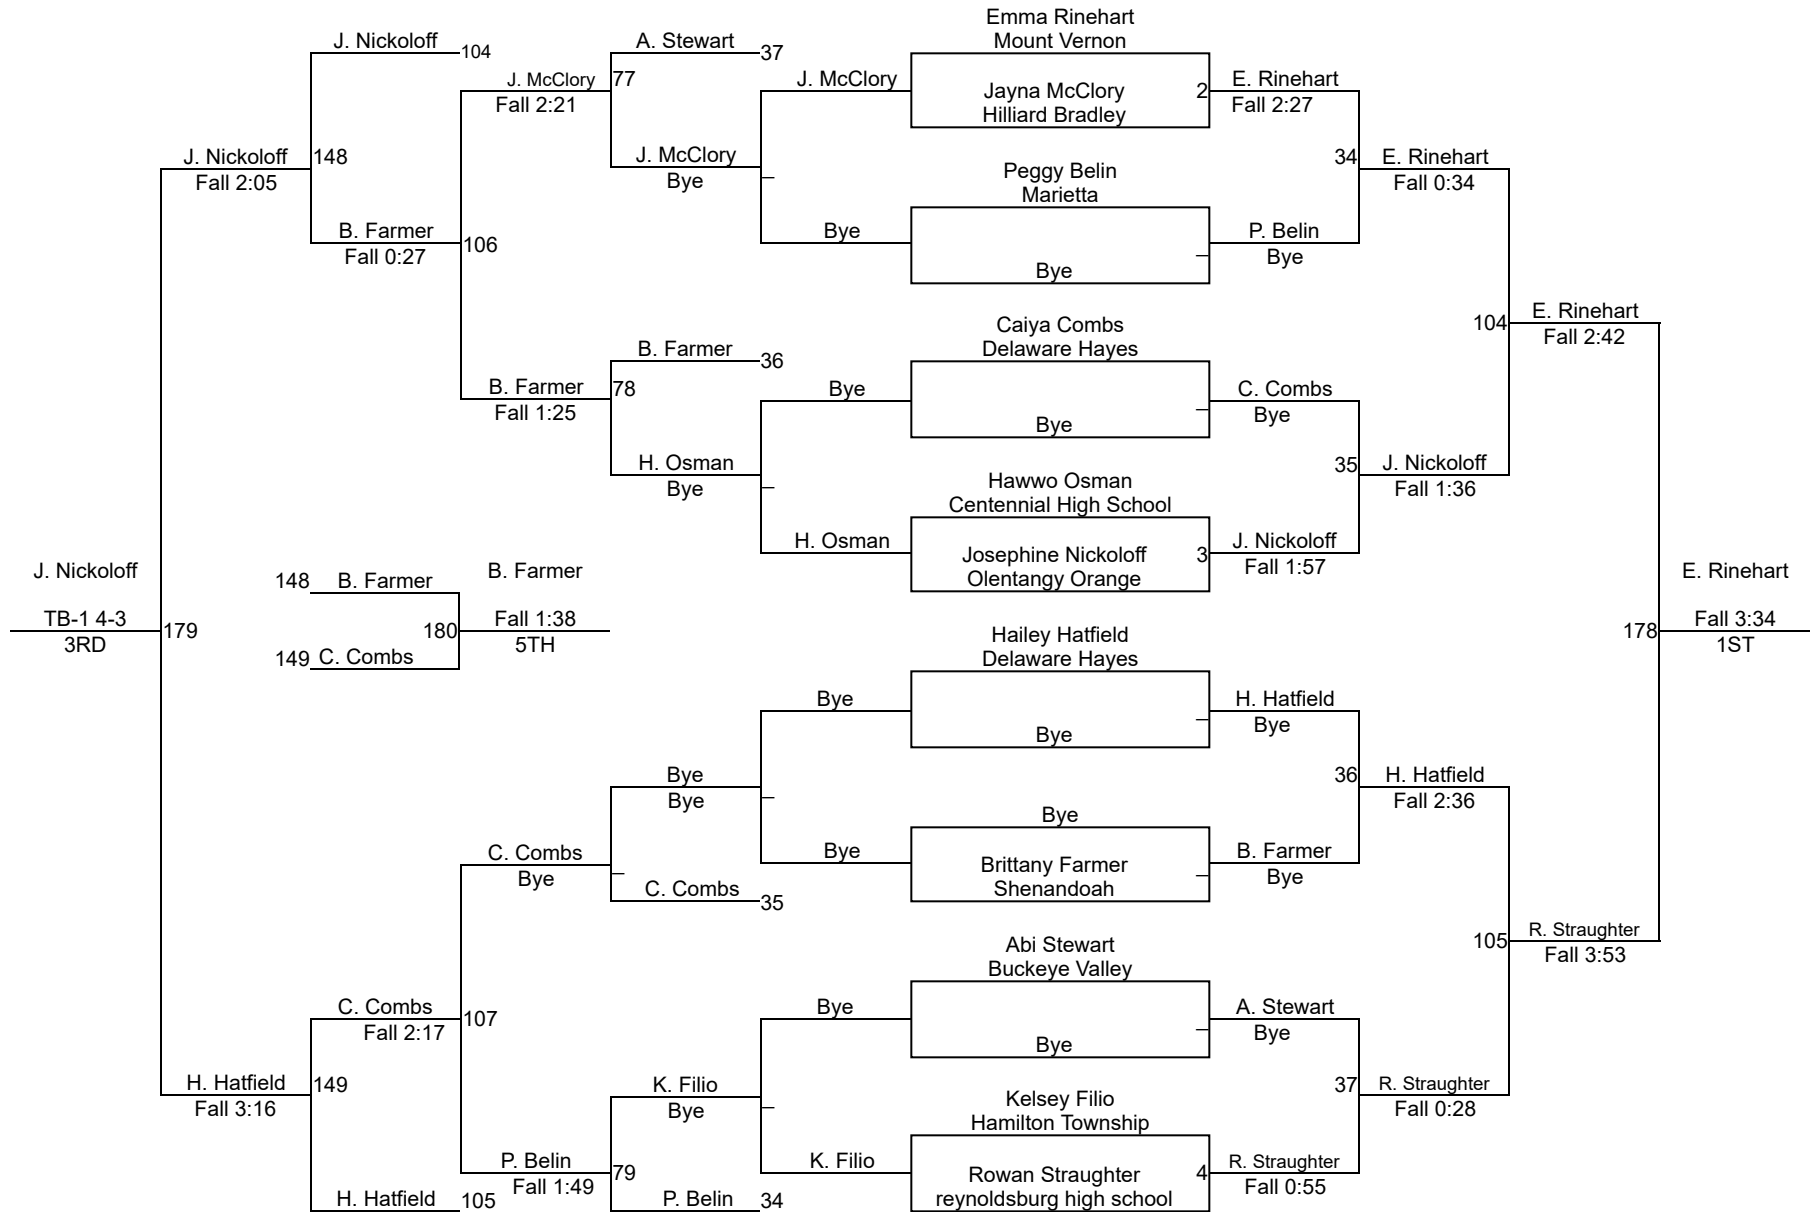 Emma Rinehart
J. Nickoloff
A. Stewart
Mount Vernon
104
37
J. McClory
77
J. McClory
E. Rinehart
Fall 2:21
Jayna McClory
2
Fall 2:27
Hilliard Bradley
J. Nickoloff
148
J. McClory
34
E. Rinehart
Fall 2:05
Bye
Peggy Belin
Fall 0:34
Marietta
B. Farmer
Bye
P. Belin
Fall 0:27
106
Bye
Bye
E. Rinehart
Caiya Combs
104
Fall 2:42
B. Farmer
Delaware Hayes
36
B. Farmer
78
Bye
C. Combs
Fall 1:25
Bye
Bye
H. Osman
35
J. Nickoloff
Bye
Hawwo Osman
Fall 1:36
Centennial High School
H. Osman
Josephine Nickoloff
3
J. Nickoloff
Olentangy Orange
Fall 1:57
J. Nickoloff
148
B. Farmer
B. Farmer
E. Rinehart
TB-1 4-3
179
180
Fall 1:38
178
Fall 3:34
3RD
5TH
1ST
149
C. Combs
Hailey Hatfield
Delaware Hayes
Bye
H. Hatfield
Bye
Bye
Bye
36
H. Hatfield
Bye
Fall 2:36
Bye
C. Combs
Bye
Brittany Farmer
B. Farmer
Bye
Shenandoah
Bye
C. Combs
35
105
R. Straughter
Abi Stewart
Fall 3:53
Buckeye Valley
C. Combs
107
Bye
A. Stewart
Fall 2:17
Bye
Bye
H. Hatfield
149
K. Filio
37
R. Straughter
Fall 3:16
Bye
Kelsey Filio
Fall 0:28
Hamilton Township
P. Belin
79
K. Filio
Rowan Straughter
4
R. Straughter
Fall 1:49
reynoldsburg high school
Fall 0:55
H. Hatfield
105
P. Belin
34